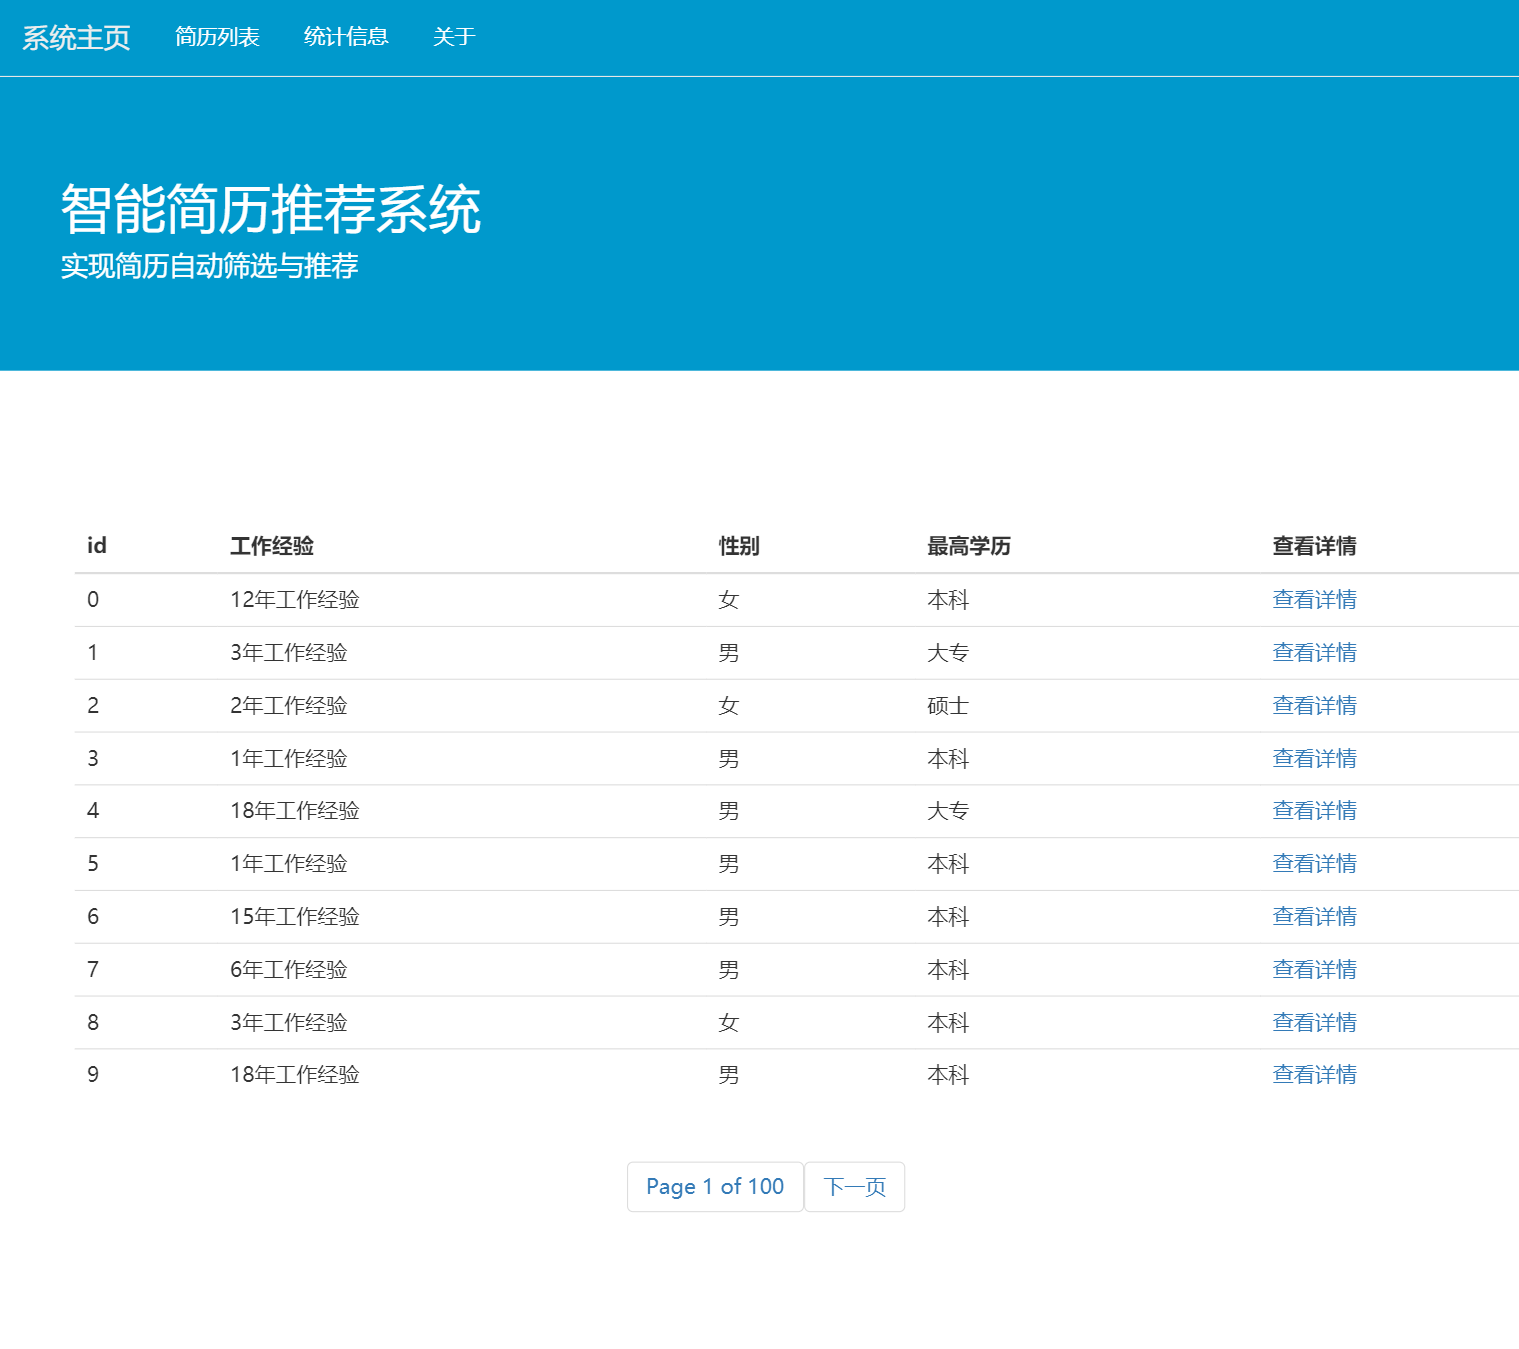 系统主页 简历列表 统计信息 关于
智能简历推荐系统
实现简历自动筛选与推荐
id 工作经验 性别 最高学历 查看详情
0 12年工作经验 女 本科 查看详情
1 3年工作经验 男 大专 查看详情
2 2年工作经验 女 硕士 查看详情
3 1年工作经验 男 本科 查看详情
4 18年工作经验 男 大专 查看详情
5 1年工作经验 男 本科 查看详情
6 15年工作经验 男 本科 查看详情
7 6年工作经验 男 本科 查看详情
8 3年工作经验 女 本科 查看详情
9 18年工作经验 男 本科 查看详情
Page 1 of 100 下一页